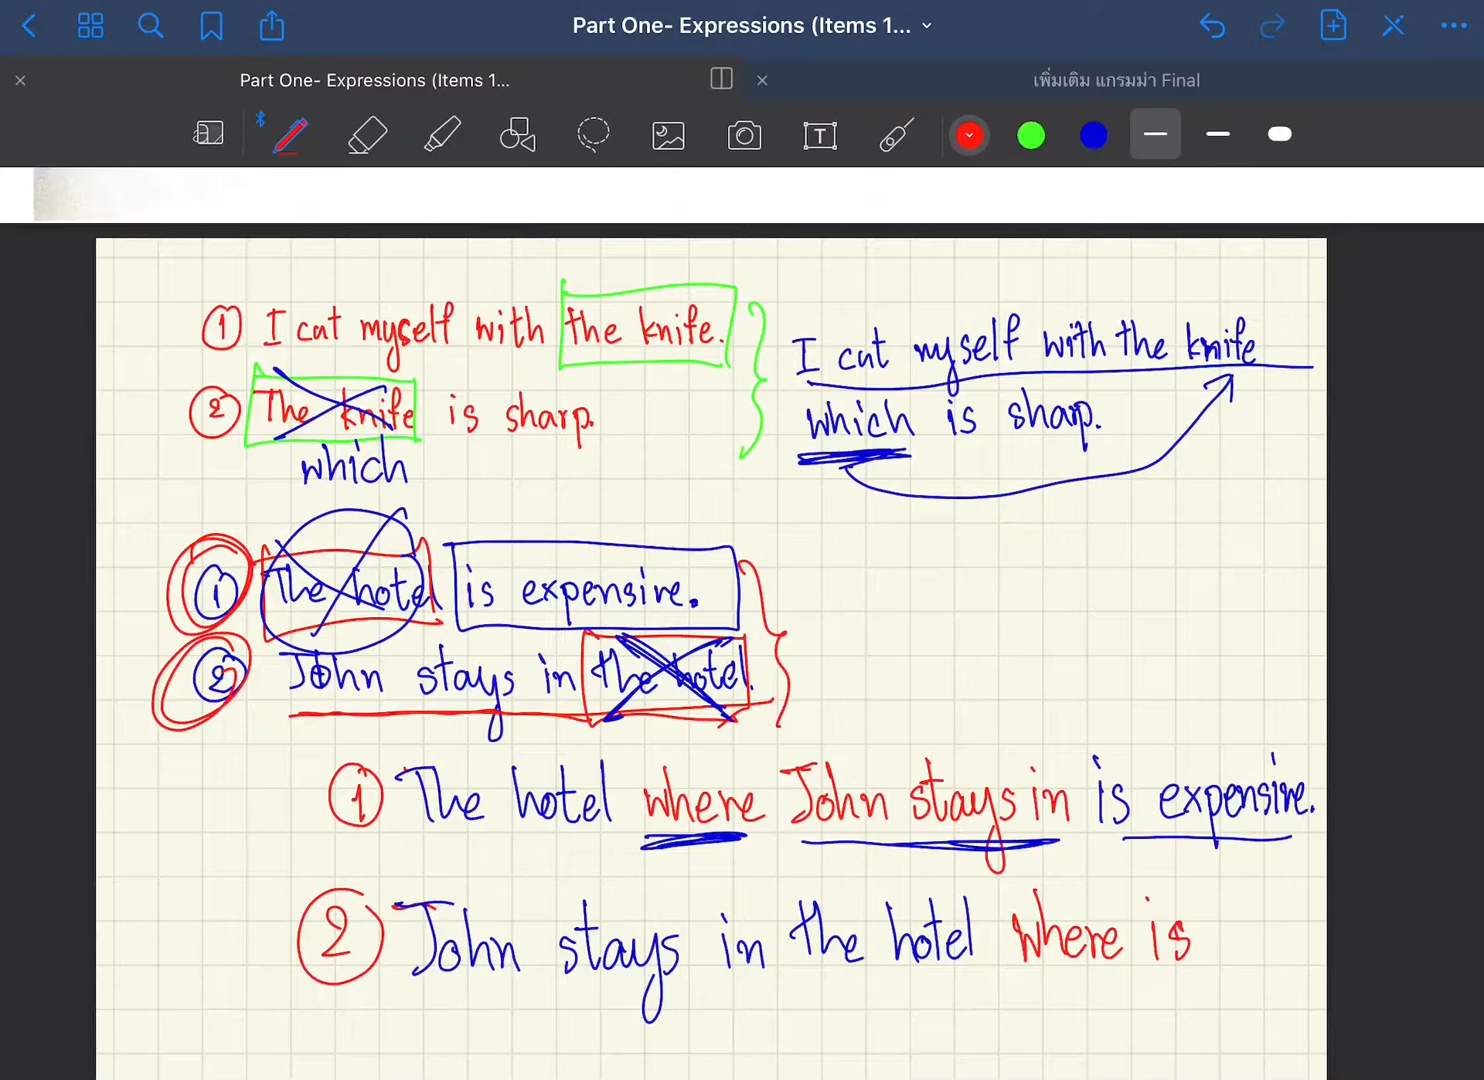 Part One- Expressions (Items 1...
Part One- Expressions (Items 1...
เพิ่มเติม แกรมม่า Final
① I cut myself with the knife.
② The knife is sharp.
which
I cut myself with the knife
which is sharp.
① The hotel is expensive.
② John stays in the hotel.
① The hotel where John stays in is expensive.
② John stays in the hotel where is